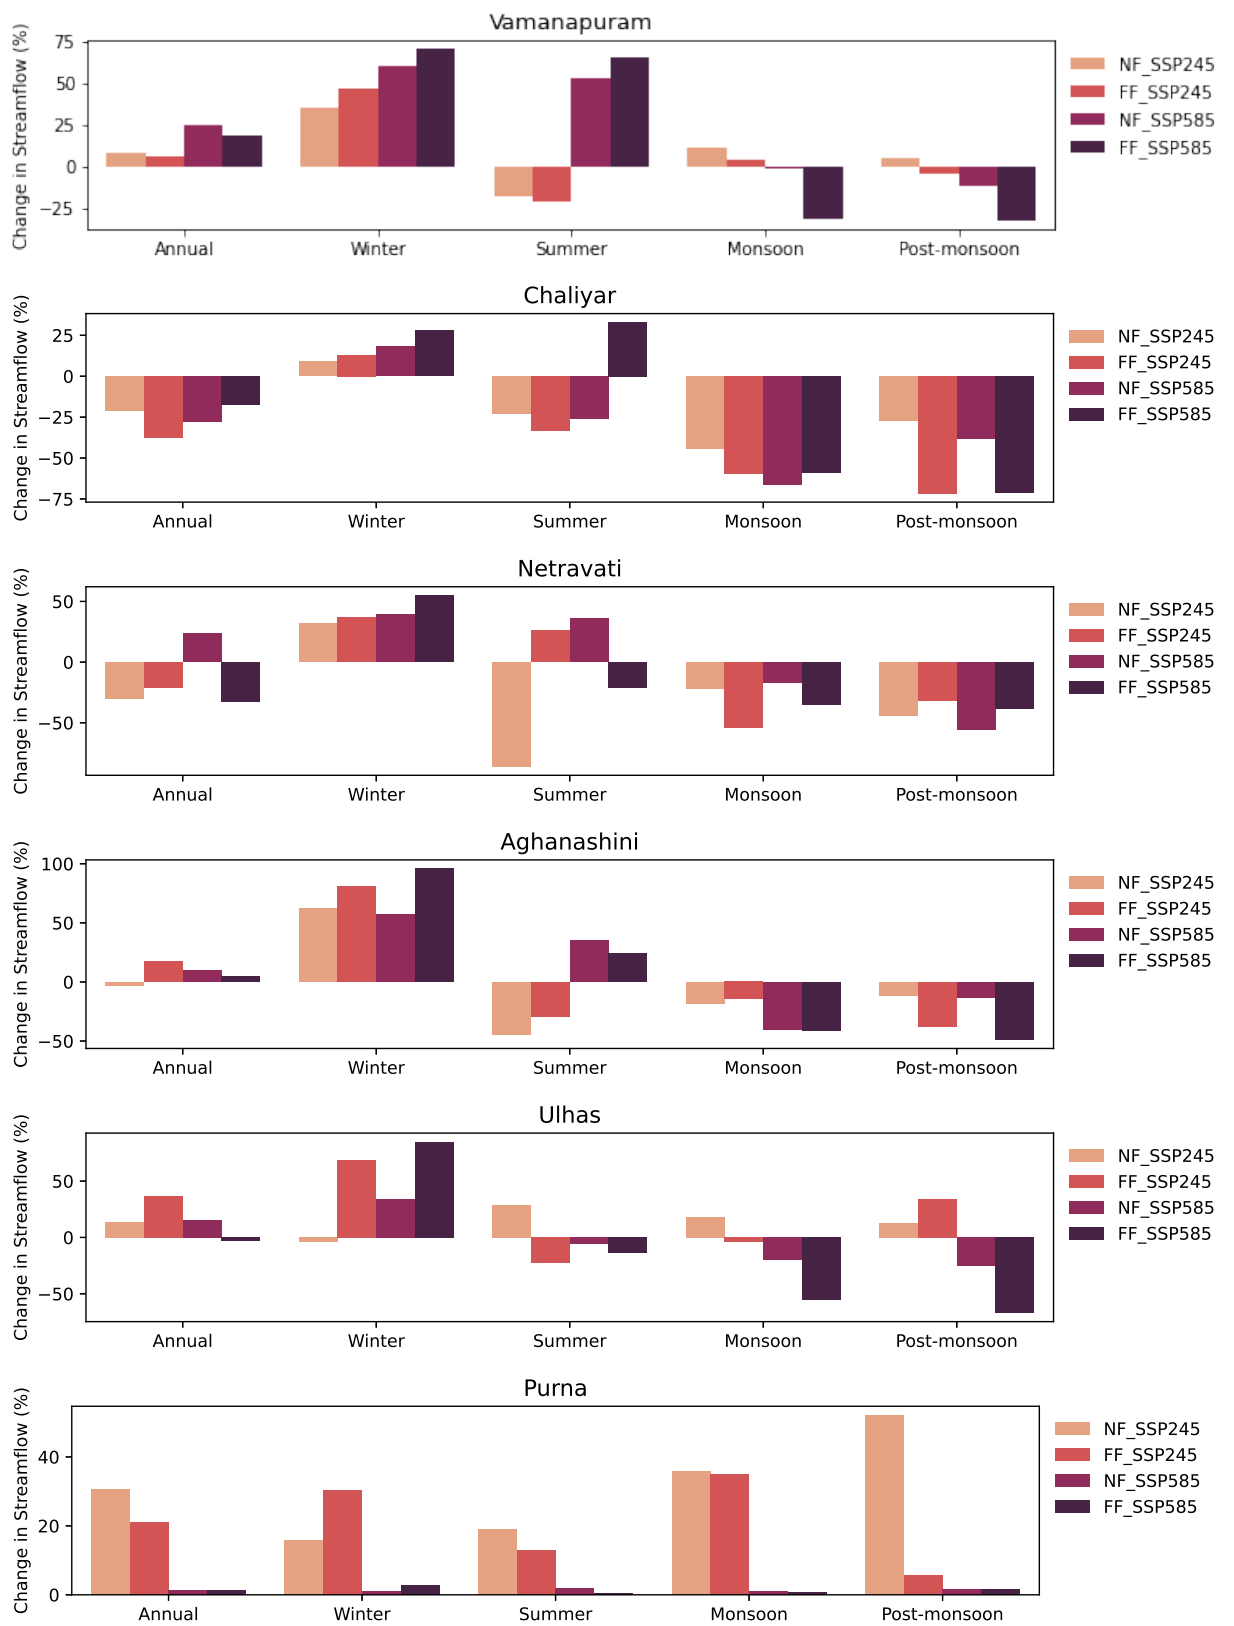 Vamanapuram
Change in Streamflow (%)
75
50
25
0
−25
Annual Winter Summer Monsoon Post-monsoon
NF_SSP245
FF_SSP245
NF_SSP585
FF_SSP585
Chaliyar
Change in Streamflow (%)
25
0
−25
−50
−75
Annual Winter Summer Monsoon Post-monsoon
NF_SSP245
FF_SSP245
NF_SSP585
FF_SSP585
Netravati
Change in Streamflow (%)
50
0
−50
Annual Winter Summer Monsoon Post-monsoon
NF_SSP245
FF_SSP245
NF_SSP585
FF_SSP585
Aghanashini
Change in Streamflow (%)
100
50
0
−50
Annual Winter Summer Monsoon Post-monsoon
NF_SSP245
FF_SSP245
NF_SSP585
FF_SSP585
Ulhas
Change in Streamflow (%)
50
0
−50
Annual Winter Summer Monsoon Post-monsoon
NF_SSP245
FF_SSP245
NF_SSP585
FF_SSP585
Purna
Change in Streamflow (%)
40
20
0
Annual Winter Summer Monsoon Post-monsoon
NF_SSP245
FF_SSP245
NF_SSP585
FF_SSP585